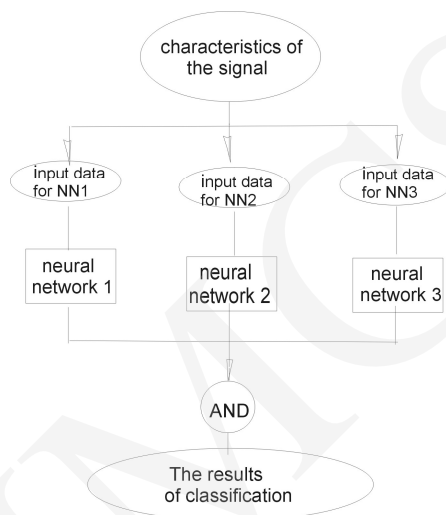 characteristics of
the signal
input data
for NN1
input data
for NN2
input data
for NN3
neural
network 1
neural
network 2
neural
network 3
AND
The results
of classification